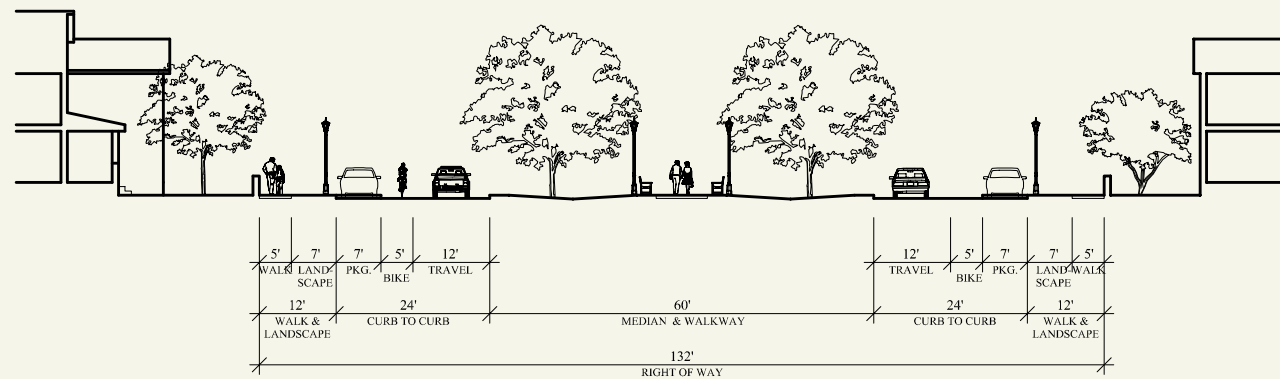 5' 7' 7' 5' 12' 12' 5' 7' 7' 5'
WALK LAND- PKG. TRAVEL TRAVEL PKG. LAND- WALK
SCAPE BIKE BIKE SCAPE
12' 24' 60' 24' 12'
WALK & CURB TO CURB MEDIAN & WALKWAY CURB TO CURB WALK &
LANDSCAPE LANDSCAPE
132'
RIGHT OF WAY